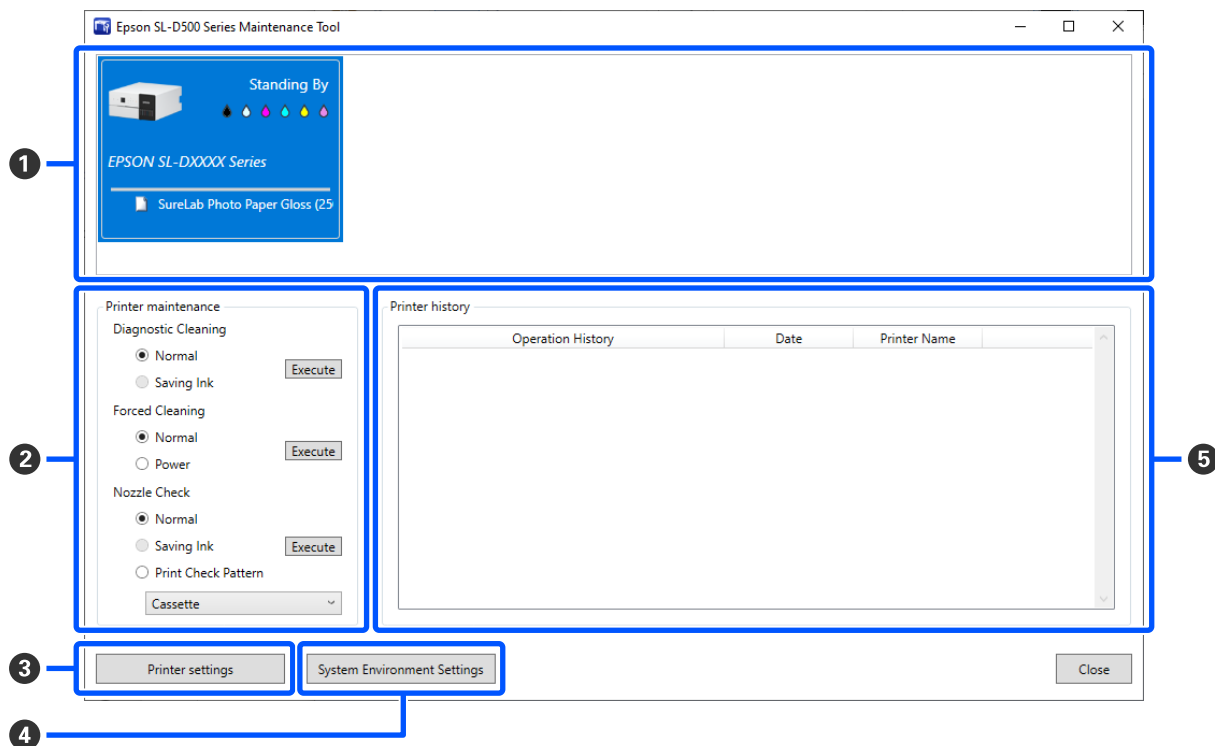 Epson SL-D500 Series Maintenance Tool
Standing By
1
EPSON SL-DXXXX Series
SureLab Photo Paper Gloss (25
Printer maintenance
Diagnostic Cleaning
Normal
Saving Ink
Execute
Forced Cleaning
Normal
Power
Execute
2
Nozzle Check
Normal
Saving Ink
Execute
Print Check Pattern
Cassette
Printer history
Operation History Date Printer Name
5
3
Printer settings
System Environment Settings
Close
4